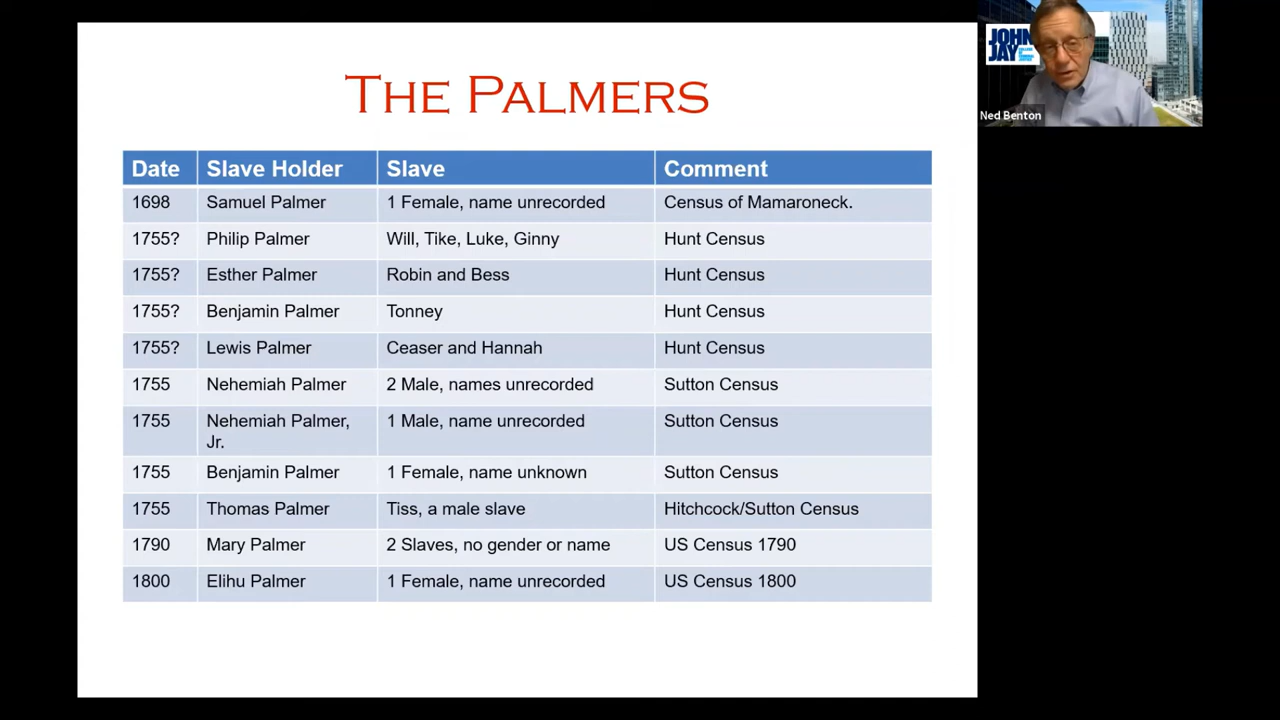 THE PALMERS
Date Slave Holder Slave Comment
1698 Samuel Palmer 1 Female, name unrecorded Census of Mamaroneck.
1755? Philip Palmer Will, Tike, Luke, Ginny Hunt Census
1755? Esther Palmer Robin and Bess Hunt Census
1755? Benjamin Palmer Tonney Hunt Census
1755? Lewis Palmer Ceaser and Hannah Hunt Census
1755 Nehemiah Palmer 2 Male, names unrecorded Sutton Census
1755 Nehemiah Palmer, 1 Male, name unrecorded Sutton Census
Jr.
1755 Benjamin Palmer 1 Female, name unknown Sutton Census
1755 Thomas Palmer Tiss, a male slave Hitchcock/Sutton Census
1790 Mary Palmer 2 Slaves, no gender or name US Census 1790
1800 Elihu Palmer 1 Female, name unrecorded US Census 1800
JOHN
JAY
Ned Benton